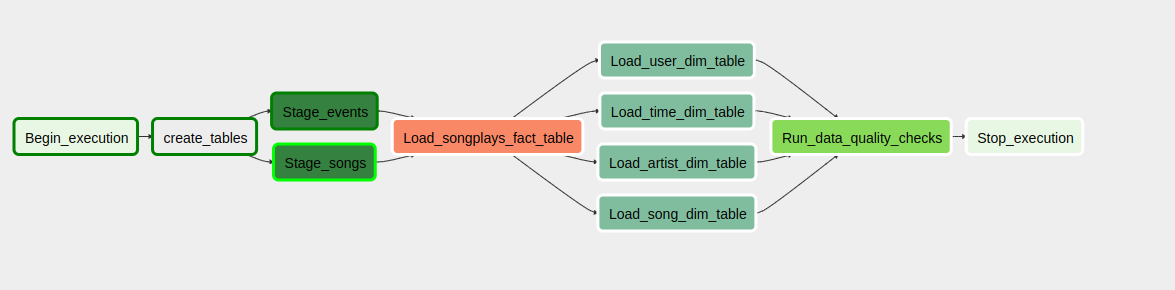 Begin_execution
create_tables
Stage_events
Stage_songs
Load_songplays_fact_table
Load_user_dim_table
Load_time_dim_table
Load_artist_dim_table
Load_song_dim_table
Run_data_quality_checks
Stop_execution